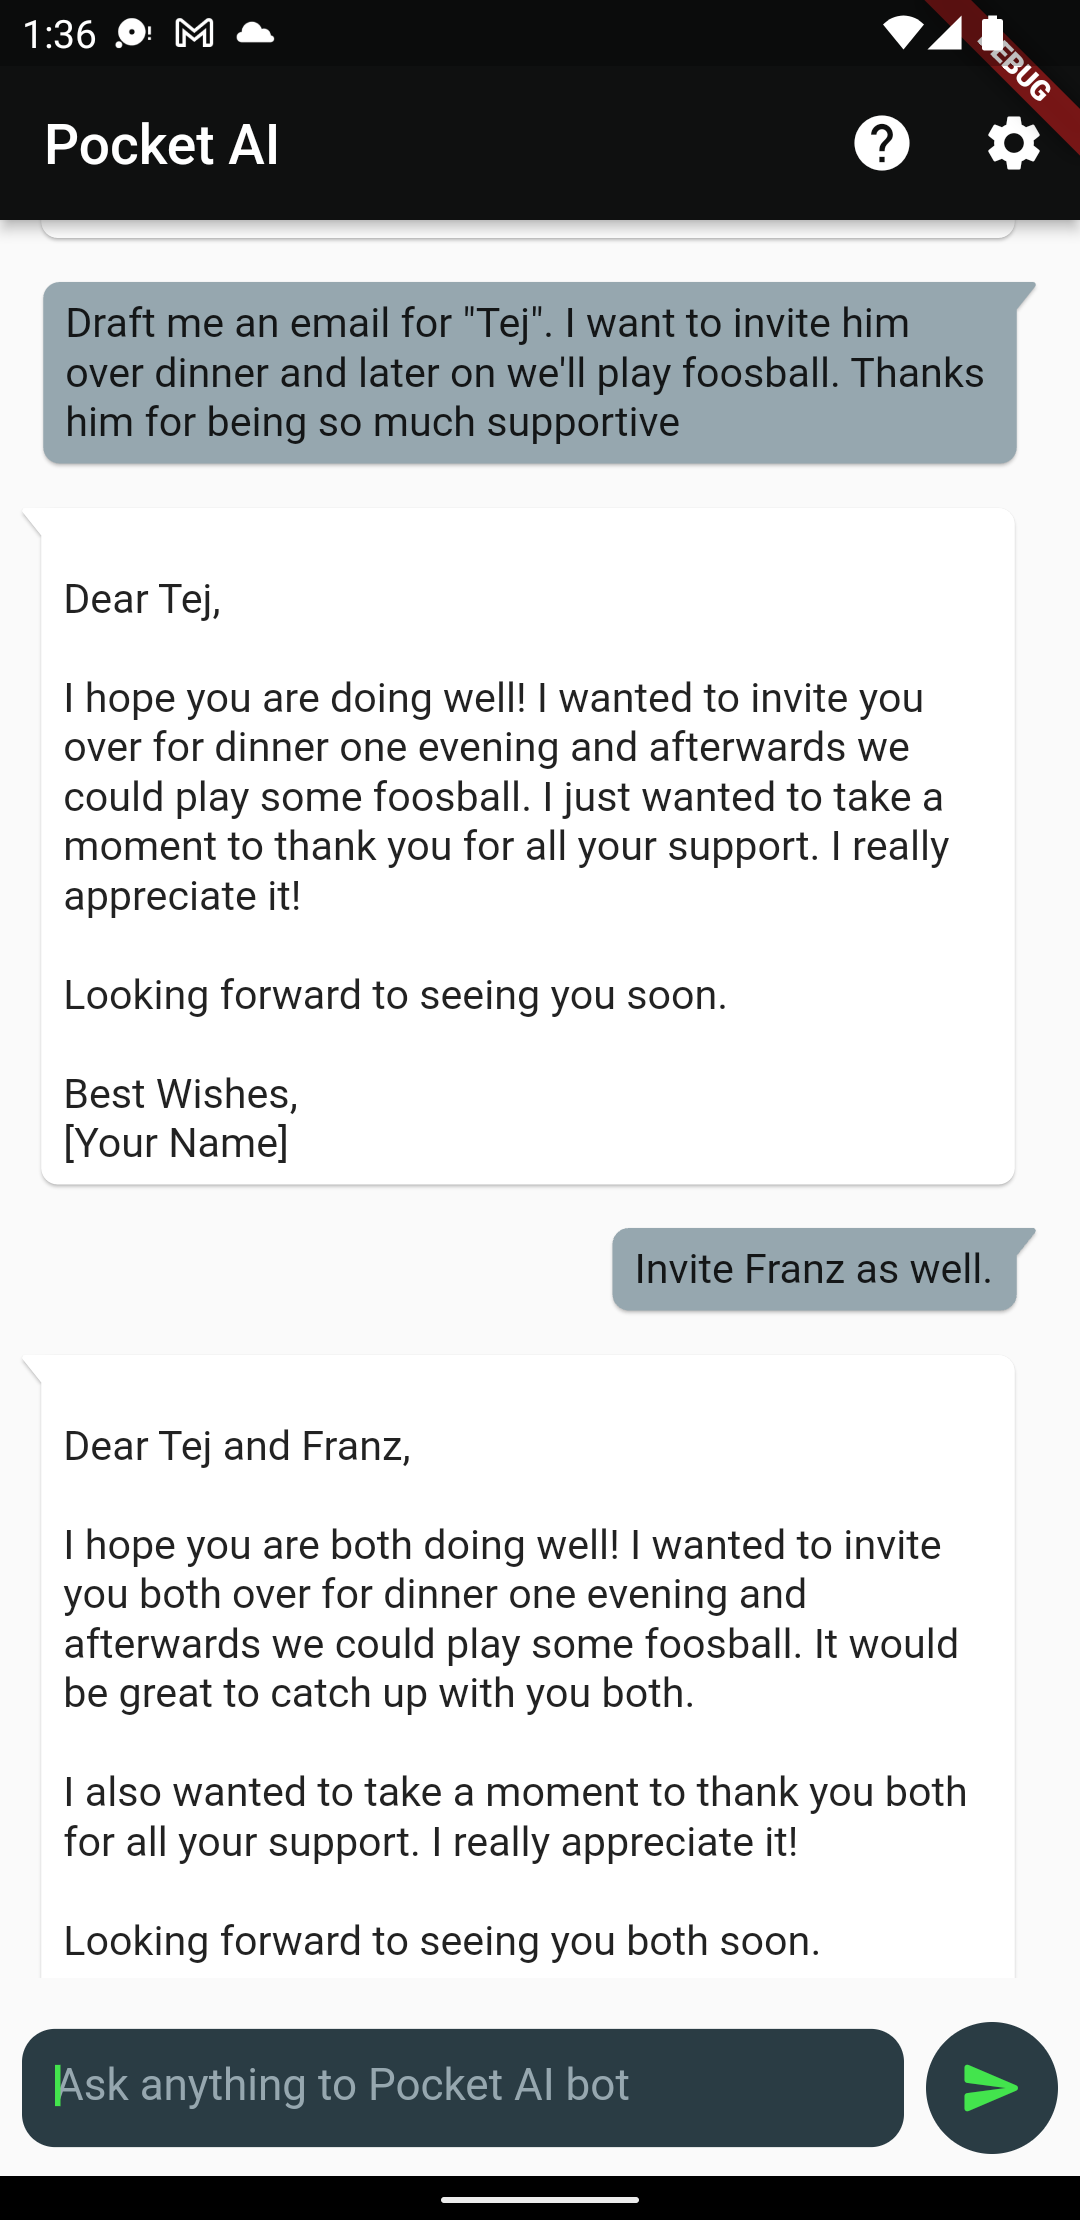 1:36
DEBUG
Pocket AI
Draft me an email for "Tej". I want to invite him
over dinner and later on we'll play foosball. Thanks
him for being so much supportive
Dear Tej,
I hope you are doing well! I wanted to invite you
over for dinner one evening and afterwards we
could play some foosball. I just wanted to take a
moment to thank you for all your support. I really
appreciate it!
Looking forward to seeing you soon.
Best Wishes,
[Your Name]
Invite Franz as well.
Dear Tej and Franz,
I hope you are both doing well! I wanted to invite
you both over for dinner one evening and
afterwards we could play some foosball. It would
be great to catch up with you both.
I also wanted to take a moment to thank you both
for all your support. I really appreciate it!
Looking forward to seeing you both soon.
Ask anything to Pocket AI bot